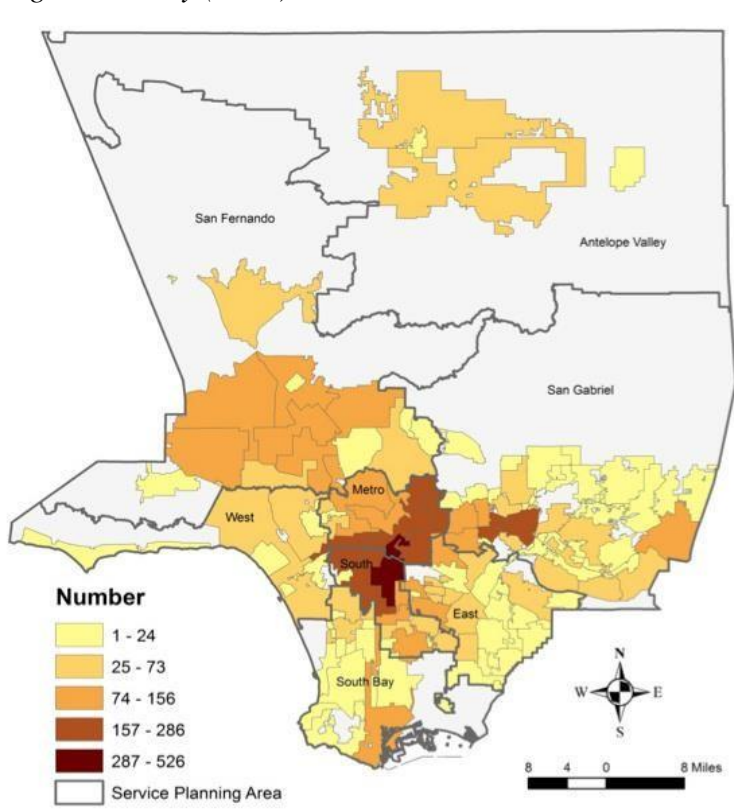 San Fernando
Antelope Valley
San Gabriel
Metro
West
South
East
South Bay
Number
1 - 24
25 - 73
74 - 156
157 - 286
287 - 526
Service Planning Area
N
W E
S
8 4 0 8 Miles